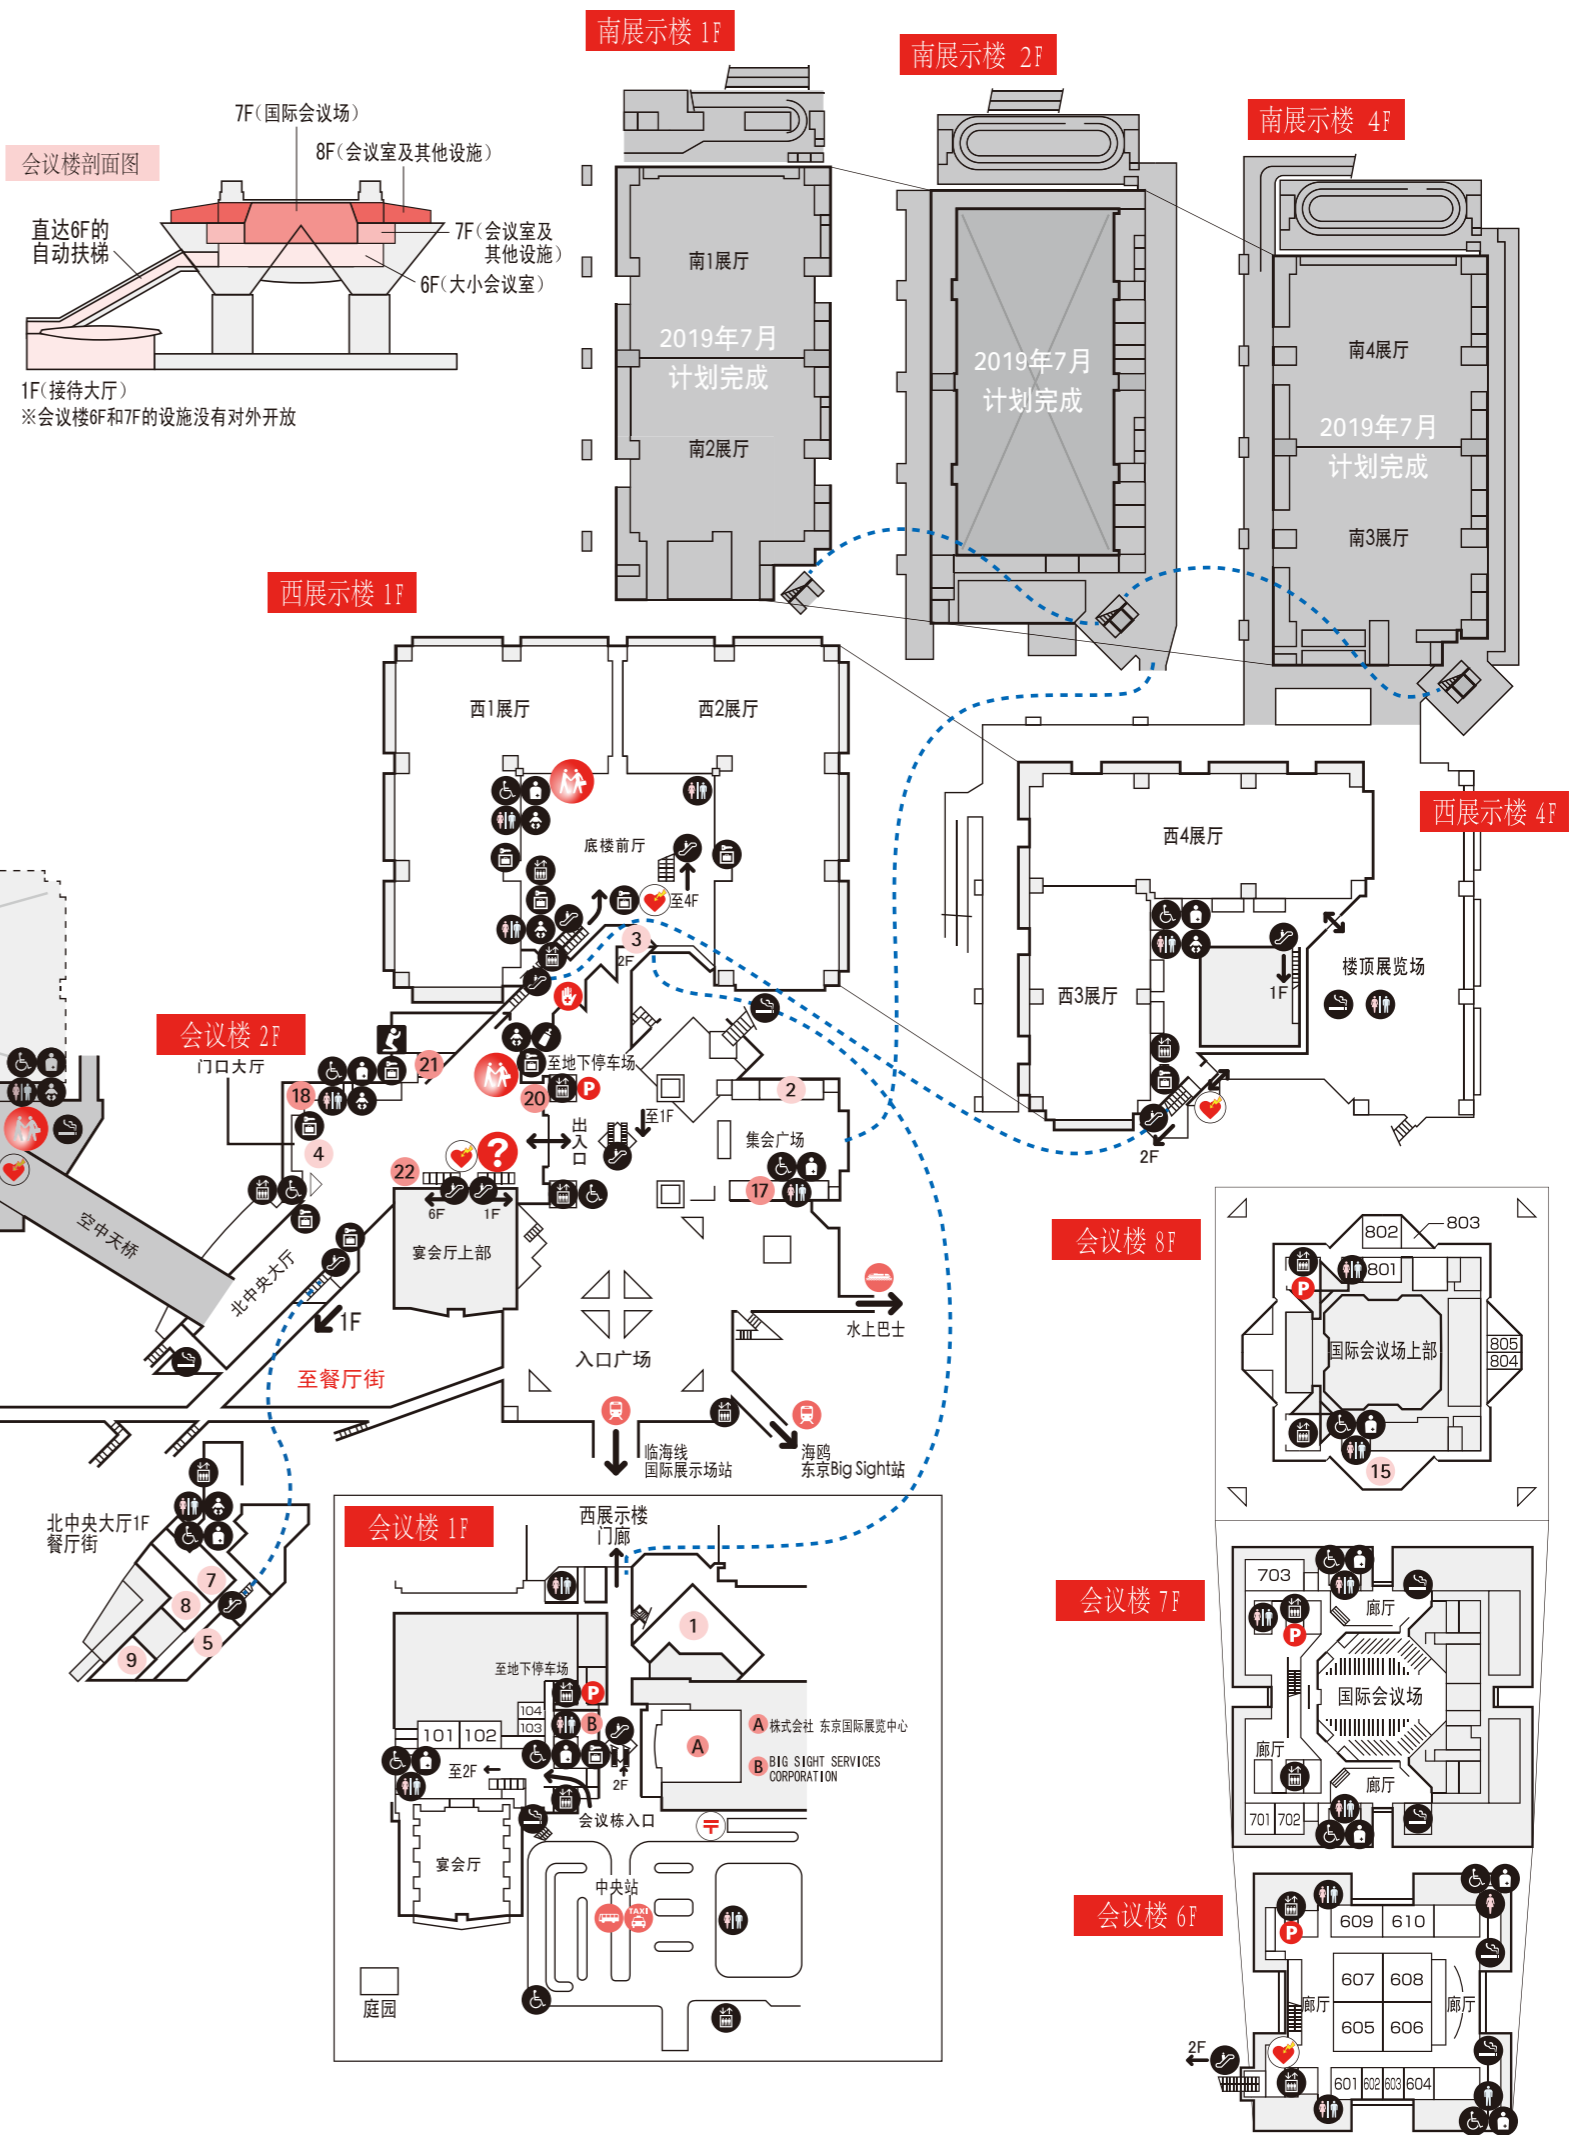 南展示楼 1F
南展示楼 2F
南展示楼 4F
7F(国际会议场)
8F(会议室及其他设施)
会议楼剖面图
直达6F的
自动扶梯
7F(会议室及
其他设施)
6F(大小会议室)
1F(接待大厅)
※会议楼6F和7F的设施没有对外开放
南1展厅
2019年7月
计划完成
南2展厅
2019年7月
计划完成
南4展厅
2019年7月
计划完成
南3展厅
西展示楼 1F
西1展厅
西2展厅
底楼前厅
至4F
3
2F
西展示楼 4F
西4展厅
西3展厅
楼顶展览场
1F
2F
会议楼 2F
门口大厅
18
21
4
22
20
至地下停车场
P
出
入
口
至1F
2
集会广场
17
?
6F
1F
宴会厅上部
空中天桥
北中央大厅
1F
至餐厅街
入口广场
水上巴士
临海线
国际展示场站
海鸥
东京Big Sight站
北中央大厅1F
餐厅街
7
8
5
9
会议楼 1F
西展示楼
门廊
1
至地下停车场
P
104
103
101
102
B
A
A 株式会社 东京国际展览中心
B BIG SIGHT SERVICES
CORPORATION
至2F
2F
会议栋入口
宴会厅
中央站
TAXI
庭园
会议楼 8F
802
803
801
P
国际会议场上部
805
804
15
会议楼 7F
703
廊厅
P
国际会议场
廊厅
廊厅
701
702
会议楼 6F
P
609
610
607
608
廊厅
廊厅
605
606
2F
601
602
603
604